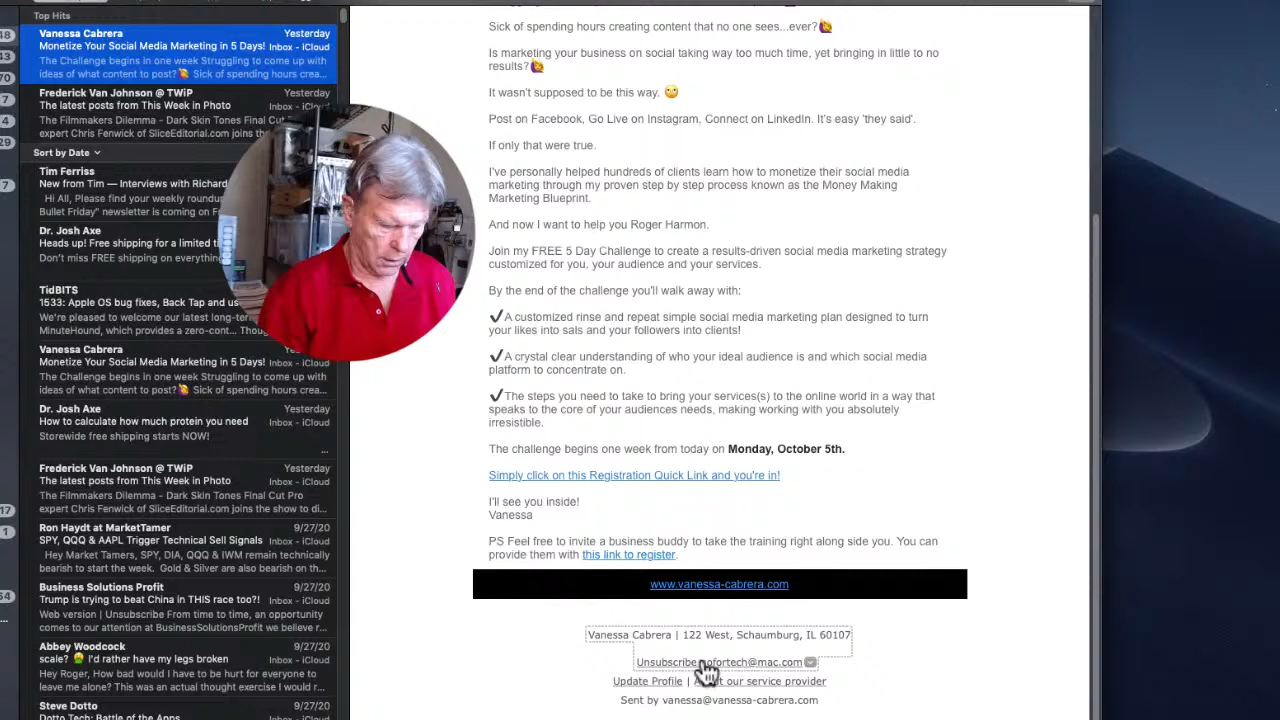 Top Hits
48
Vanessa Cabrera Yesterday
Monetize Your Social Media Marketing in 5 Days! Inbox - iCloud
The Challenge begins in one week Struggling to come up with
ideas of what content to post?🙋 Sick of spending hours crea...
Frederick Van Johnson @ TWiP Yesterday
The latest posts from This Week in Photo Inbox - iCloud
The Filmmakers Dilemma - Dark Skin Tones Final Cut
expert Chris Fenwick of SliceEditorial.com joins
Sort by Date
Tim Ferriss
New from Tim — Interviews with Richard
Hi All, Please find your weekly roundup
Bullet Friday" newsletter is coming on Fri
Dr. Josh Axe
Heads up! Free shipping for a limited t
Don't miss FREE shipping on everything
TidBITS
1533: Apple OS bug fixes, Back Tap and us
We're pleased to welcome our latest long-ter
MinuteHound, which provides a zero-cont... Thou
Vanessa Cabrera Yesterday
Monetize Your Social Media Marketing in 5 Days! Inbox - iCloud
The Challenge begins in one week Struggling to come up with
ideas of what content to post?🙋 Sick of spending hours crea...
Dr. Josh Axe Yesterday
How to calculate how much protein you need Inbox - iCloud
Storewide free shipping starts NOW!
...
Frederick Van Johnson @ TWiP Yesterday
The latest posts from This Week in Photo Inbox - iCloud
The Filmmakers Dilemma - Dark Skin Tones Final Cut Pro
expert Chris Fenwick of SliceEditorial.com joins the show to di...
Ron Haydt at MarketTamer 9/27/20
SPY, QQQ & AAPL Trigger Technical Sell Signals Inbox - iCloud
Hey Market Tamers, SPY, DIA, QQQ IWM remain technically
bearish on the week. Gold & Silver are also bearish on th...
Business Solutions Profit 9/27/20
Trump is trying to beat China in THIS race too?! Inbox - iCloud
Web version | Unsubscribe From time to time, an opportunity
comes to our attention at BusinessSolutionsProfit we believe r...
Abbey Woodcock 9/27/20
scale? 🤮 I'd rather have my legs broken Inbox - iCloud
Hey Roger, How bad would I have to be hurt for everyone to
leave me alone? This was an actual thought exercise I would r...
Steve Dotto 9/27/20
Dotto Tech: Battle of the Apps Inbox - iCloud
Sick of spending hours creating content that no one sees...ever?🙋
Is marketing your business on social taking way too much time, yet bringing in little to no
results?🙋
It wasn't supposed to be this way. 🙄
Post on Facebook, Go Live on Instagram, Connect on LinkedIn. It's easy 'they said'.
If only that were true.
I've personally helped hundreds of clients learn how to monetize their social media
marketing through my proven step by step process known as the Money Making
Marketing Blueprint.
And now I want to help you Roger Harmon.
Join my FREE 5 Day Challenge to create a results-driven social media marketing strategy
customized for you, your audience and your services.
By the end of the challenge you'll walk away with:
✔A customized rinse and repeat simple social media marketing plan designed to turn
your likes into sals and your followers into clients!
✔A crystal clear understanding of who your ideal audience is and which social media
platform to concentrate on.
✔The steps you need to take to bring your services(s) to the online world in a way that
speaks to the core of your audiences needs, making working with you absolutely
irresistible.
The challenge begins one week from today on Monday, October 5th.
Simply click on this Registration Quick Link and you're in!
I'll see you inside!
Vanessa
PS Feel free to invite a business buddy to take the training right along side you. You can
provide them with this link to register.
www.vanessa-cabrera.com
Vanessa Cabrera | 122 West, Schaumburg, IL 60107
Unsubscribe ofortech@mac.com
Update Profile | our service provider
Sent by vanessa@vanessa-cabrera.com